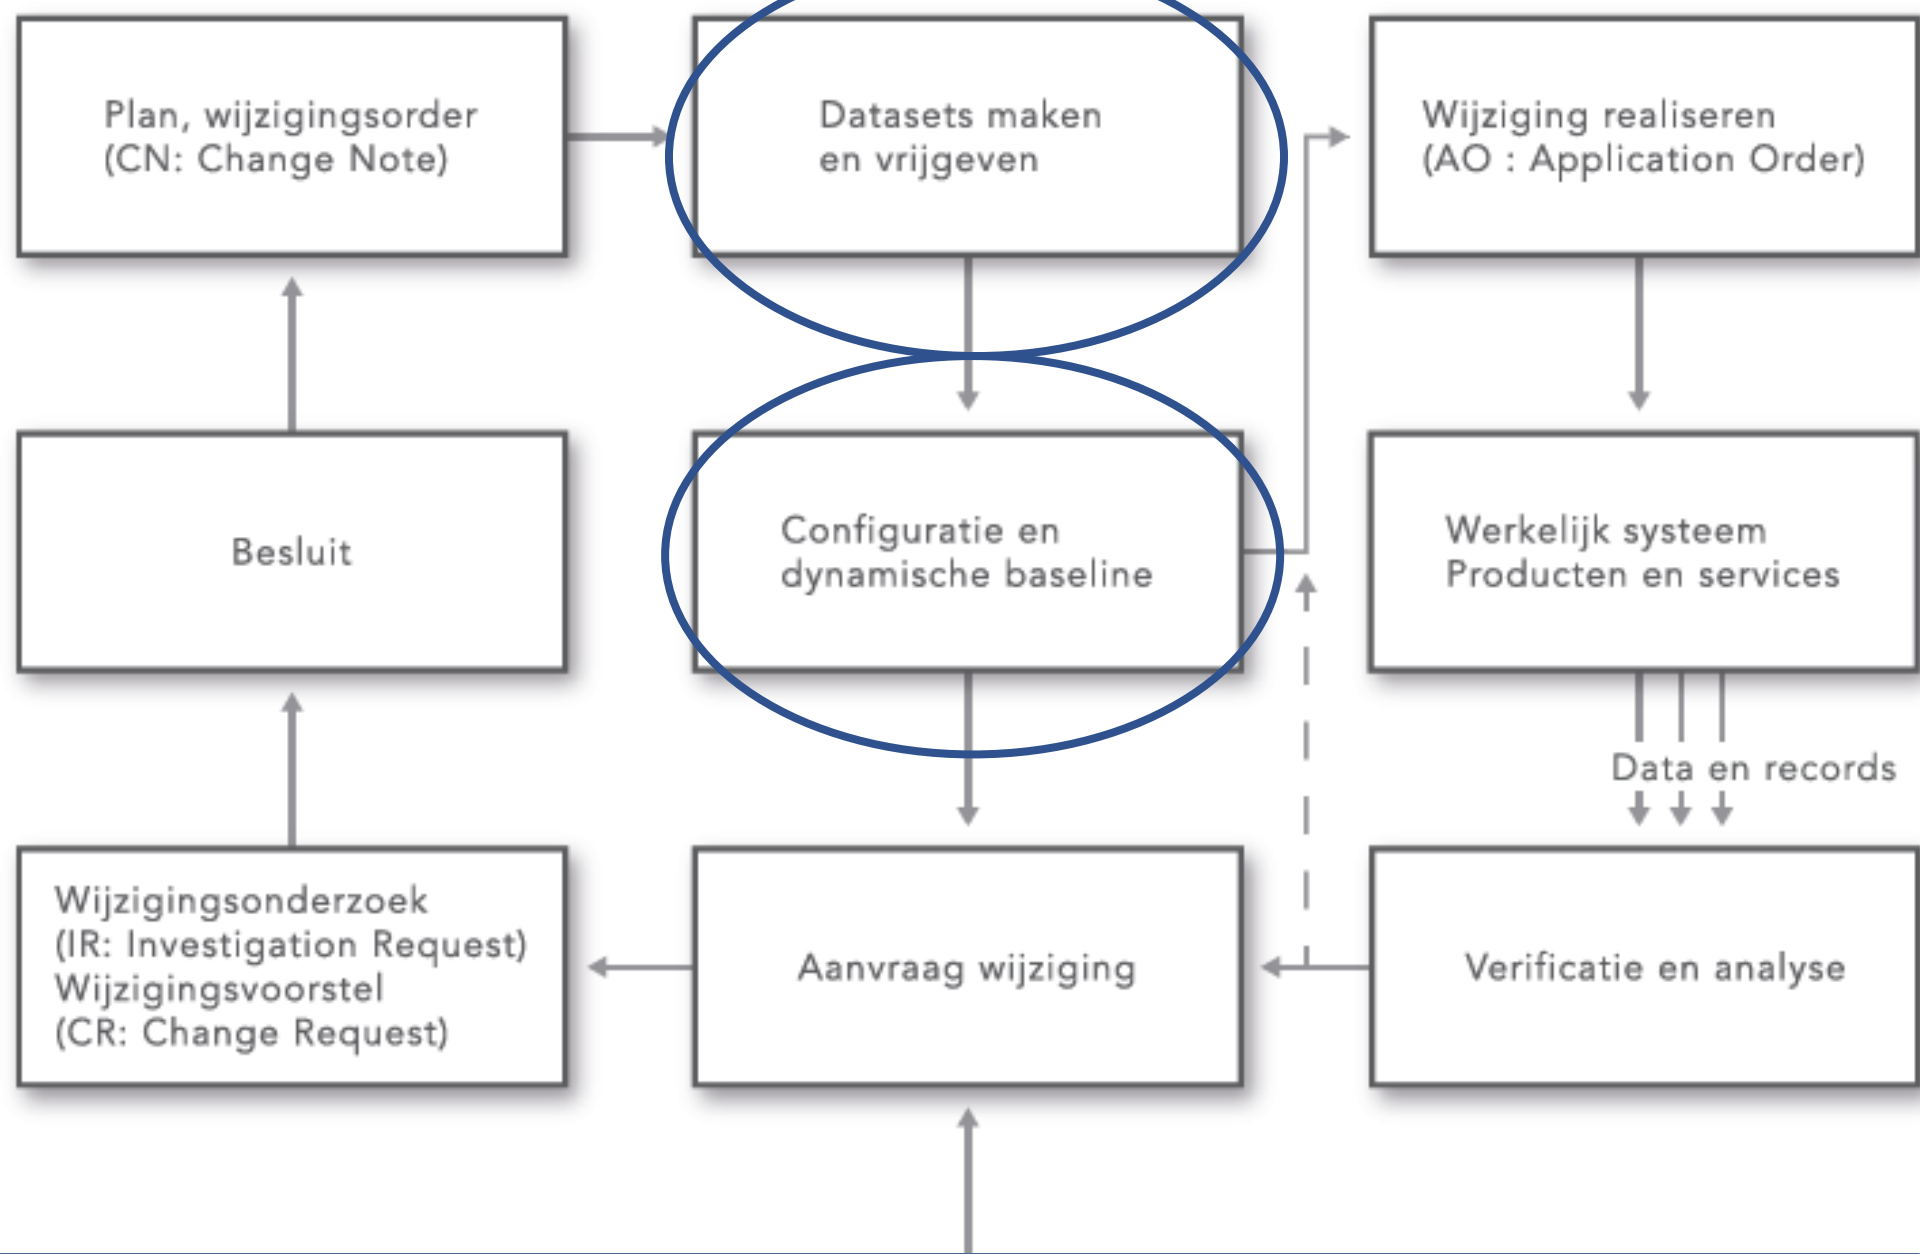 Plan, wijzigingsorder
(CN: Change Note)
Datasets maken
en vrijgeven
Wijziging realiseren
(AO : Application Order)
Besluit
Configuratie en
dynamische baseline
Werkelijk systeem
Producten en services
Data en records
Wijzigingsonderzoek
(IR: Investigation Request)
Wijzigingsvoorstel
(CR: Change Request)
Aanvraag wijziging
Verificatie en analyse